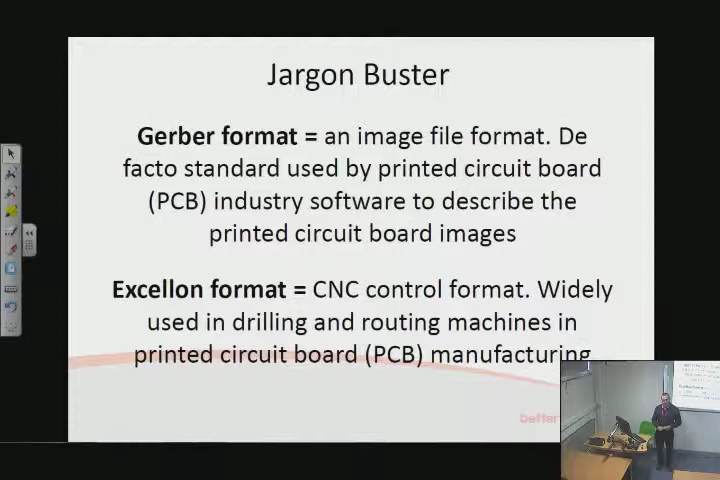 Jargon Buster
Gerber format = an image file format. De
facto standard used by printed circuit board
(PCB) industry software to describe the
printed circuit board images
Excellon format = CNC control format. Widely
used in drilling and routing machines in
printed circuit board (PCB) manufacturing